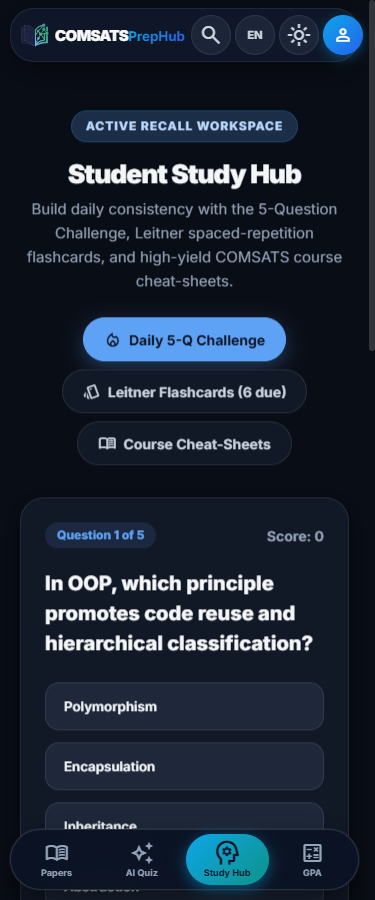 COMSATSPrepHub EN
ACTIVE RECALL WORKSPACE
Student Study Hub
Build daily consistency with the 5-Question
Challenge, Leitner spaced-repetition
flashcards, and high-yield COMSATS course
cheat-sheets.
Daily 5-Q Challenge
Leitner Flashcards (6 due)
Course Cheat-Sheets
Question 1 of 5 Score: 0
In OOP, which principle
promotes code reuse and
hierarchical classification?
Polymorphism
Encapsulation
Inheritance
Abstraction
Papers AI Quiz Study Hub GPA